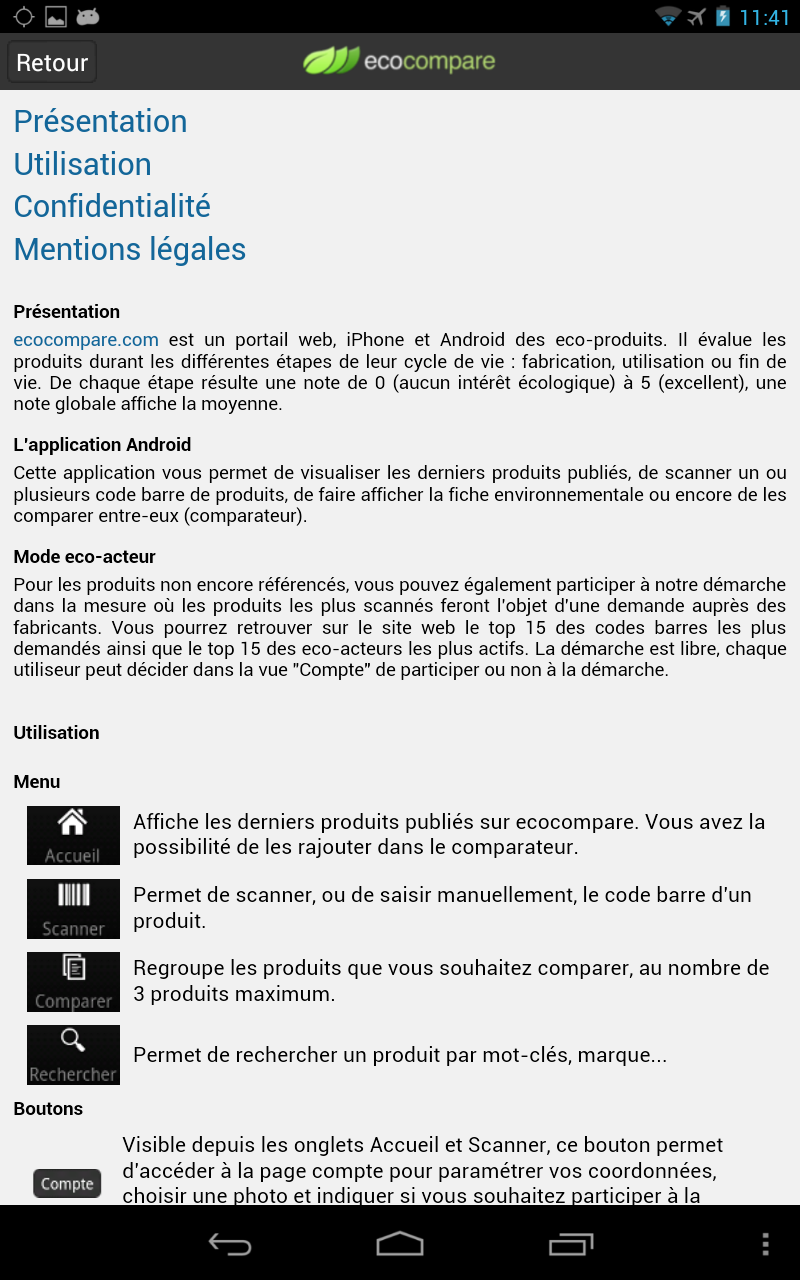 11:41
Retour
ecocompare
Présentation
Utilisation
Confidentialité
Mentions légales
Présentation
ecocompare.com est un portail web, iPhone et Android des eco-produits. Il évalue les
produits durant les différentes étapes de leur cycle de vie : fabrication, utilisation ou fin de
vie. De chaque étape résulte une note de 0 (aucun intérêt écologique) à 5 (excellent), une
note globale affiche la moyenne.
L'application Android
Cette application vous permet de visualiser les derniers produits publiés, de scanner un ou
plusieurs code barre de produits, de faire afficher la fiche environnementale ou encore de les
comparer entre-eux (comparateur).
Mode eco-acteur
Pour les produits non encore référencés, vous pouvez également participer à notre démarche
dans la mesure où les produits les plus scannés feront l'objet d'une demande auprès des
fabricants. Vous pourrez retrouver sur le site web le top 15 des codes barres les plus
demandés ainsi que le top 15 des eco-acteurs les plus actifs. La démarche est libre, chaque
utiliseur peut décider dans la vue "Compte" de participer ou non à la démarche.
Utilisation
Menu
Accueil
Affiche les derniers produits publiés sur ecocompare. Vous avez la
possibilité de les rajouter dans le comparateur.
Scanner
Permet de scanner, ou de saisir manuellement, le code barre d'un
produit.
Comparer
Regroupe les produits que vous souhaitez comparer, au nombre de
3 produits maximum.
Rechercher
Permet de rechercher un produit par mot-clés, marque...
Boutons
Compte
Visible depuis les onglets Accueil et Scanner, ce bouton permet
d'accéder à la page compte pour paramétrer vos coordonnées,
choisir une photo et indiquer si vous souhaitez participer à la